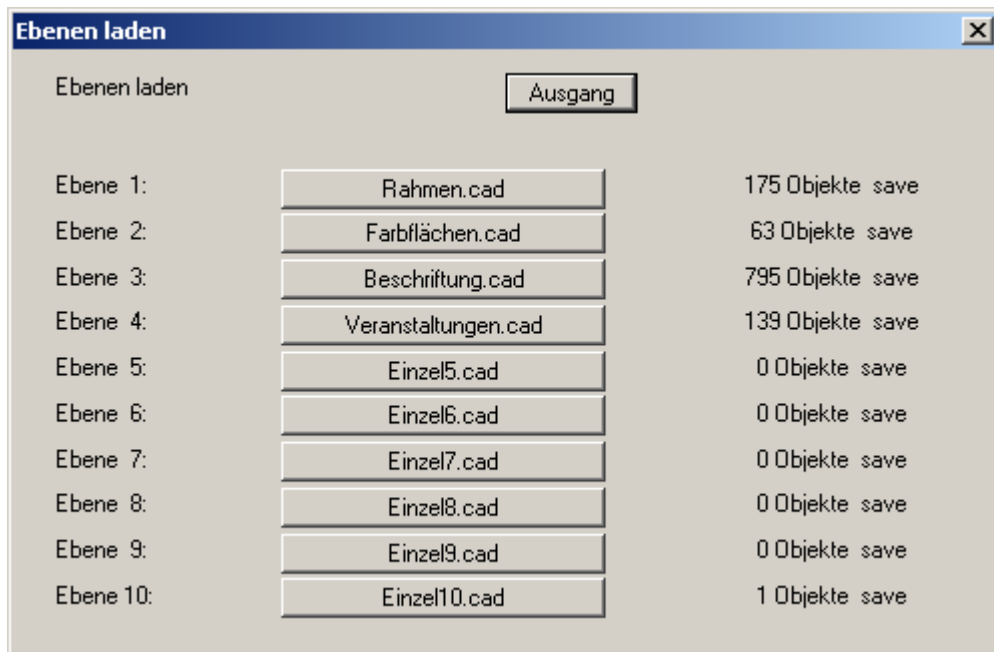 Ebenen laden
Ebenen laden Ausgang
Ebene 1: Rahmen.cad 175 Objekte save
Ebene 2: Farbflächen.cad 63 Objekte save
Ebene 3: Beschriftung.cad 795 Objekte save
Ebene 4: Veranstaltungen.cad 139 Objekte save
Ebene 5: Einzel5.cad 0 Objekte save
Ebene 6: Einzel6.cad 0 Objekte save
Ebene 7: Einzel7.cad 0 Objekte save
Ebene 8: Einzel8.cad 0 Objekte save
Ebene 9: Einzel9.cad 0 Objekte save
Ebene 10: Einzel10.cad 1 Objekte save